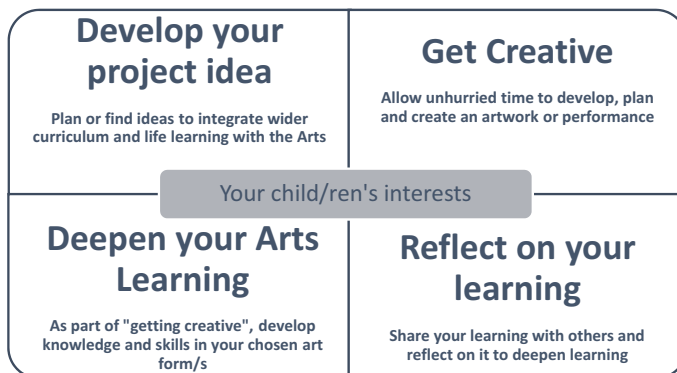 Develop your
project idea
Plan or find ideas to integrate wider
curriculum and life learning with the Arts
Get Creative
Allow unhurried time to develop, plan
and create an artwork or performance
Your child/ren's interests
Deepen your Arts
Learning
As part of "getting creative", develop
knowledge and skills in your chosen art
form/s
Reflect on your
learning
Share your learning with others and
reflect on it to deepen learning